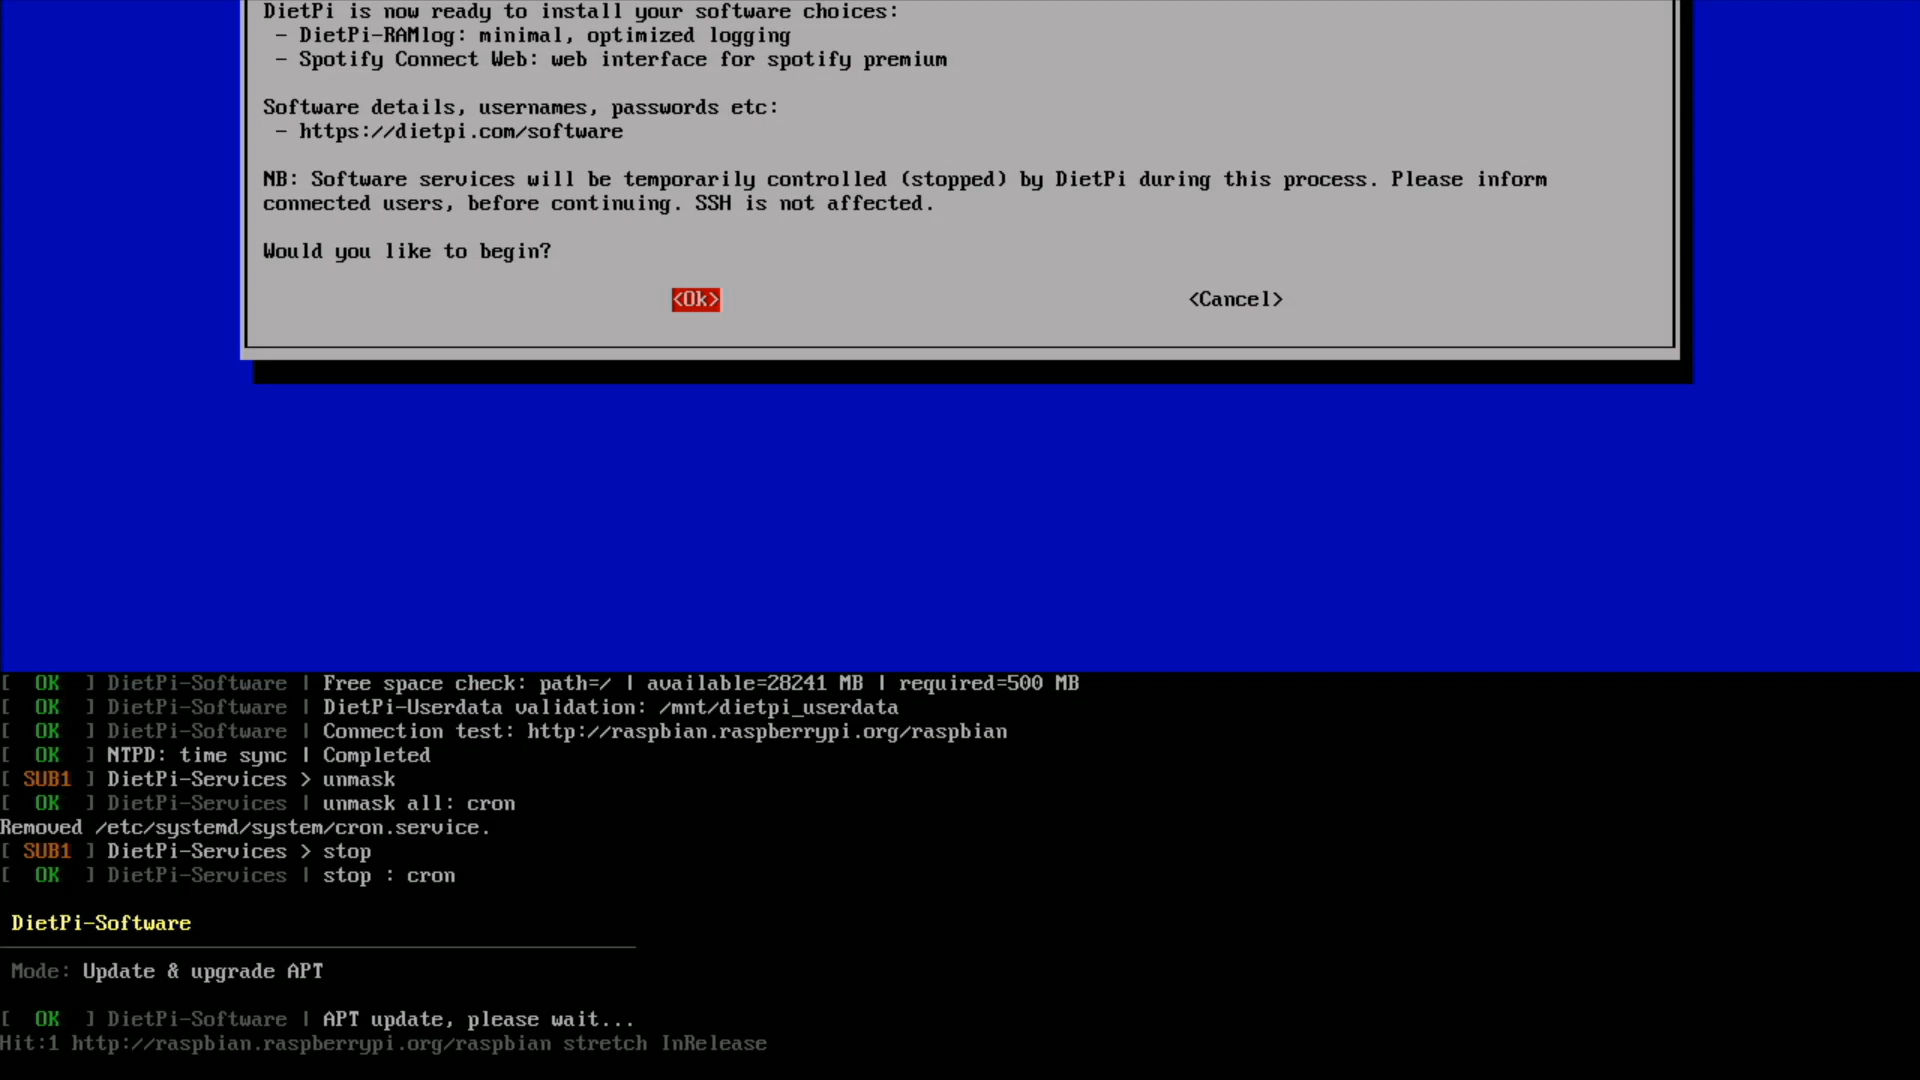 DietPi is now ready to install your software choices:
- DietPi-RAMlog: minimal, optimized logging
- Spotify Connect Web: web interface for spotify premium
Software details, usernames, passwords etc:
- https://dietpi.com/software
NB: Software services will be temporarily controlled (stopped) by DietPi during this process. Please inform
connected users, before continuing. SSH is not affected.
Would you like to begin?
<Ok> <Cancel>
[ OK ] DietPi-Software | Free space check: path=/ | available=28241 MB | required=500 MB
[ OK ] DietPi-Software | DietPi-Userdata validation: /mnt/dietpi_userdata
[ OK ] DietPi-Software | Connection test: http://raspbian.raspberrypi.org/raspbian
[ OK ] NTPD: time sync | Completed
[ SUB1 ] DietPi-Services > unmask
[ OK ] DietPi-Services | unmask all: cron
Removed /etc/systemd/system/cron.service.
[ SUB1 ] DietPi-Services > stop
[ OK ] DietPi-Services | stop : cron
DietPi-Software
Mode: Update & upgrade APT
[ OK ] DietPi-Software | APT update, please wait...
Hit:1 http://raspbian.raspberrypi.org/raspbian stretch InRelease